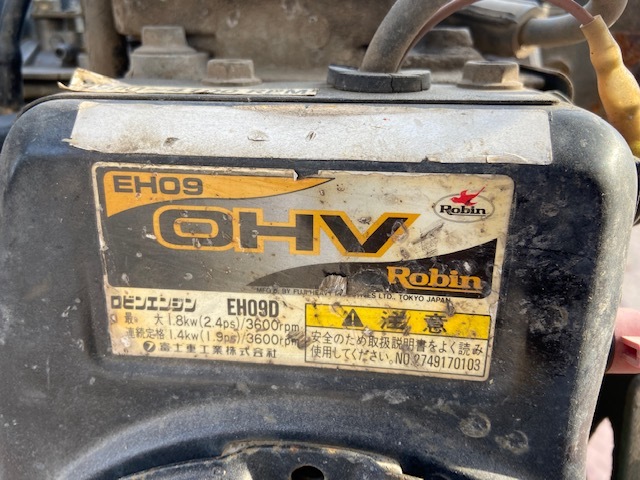 RPM
EH09
OHV
Robin
Robin
MFG'D BY FUJI HEAVY INDUSTRIES LTD., TOKYO JAPAN
ロビンエンジン EH09D
最 大 1.8kw(2.4ps)/3600rpm
連続定格 1.4kw(1.9ps)/3600rpm
富士重工業株式会社
注 意
安全のため取扱説明書をよく読み
使用してください。NO.2749170103